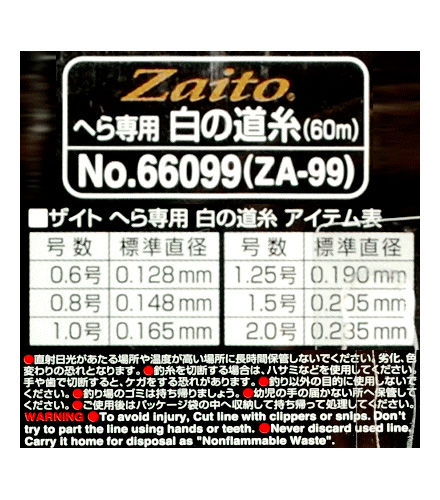 Zaito®
へら専用 白の道糸(60m)
No.66099(ZA-99)
■ザイト へら専用 白の道糸 アイテム表
号数 標準直径 号数 標準直径
0.6号 0.128mm 1.25号 0.190mm
0.8号 0.148mm 1.5号 0.205mm
1.0号 0.165mm 2.0号 0.235mm
●直射日光があたる場所や温度が高い場所に長時間保管しないでください。劣化、色
変わりの恐れとなります。●釣糸を切断する場合は、ハサミなどを使用してください。
手や歯で切断すると、ケガをする恐れがあります。●釣り以外の目的に使用しないで
ください。●釣り場のゴミは持ち帰りましょう。●幼児の手の届かない所へ保管して
ください。●ご使用後はパッケージ袋の中へ収納して持ち帰って処理してください。
WARNING ●To avoid injury, Cut line with clippers or snips. Don't
try to part the line using hands or teeth. ●Never discard used line.
Carry it home for disposal as "Nonflammable Waste".